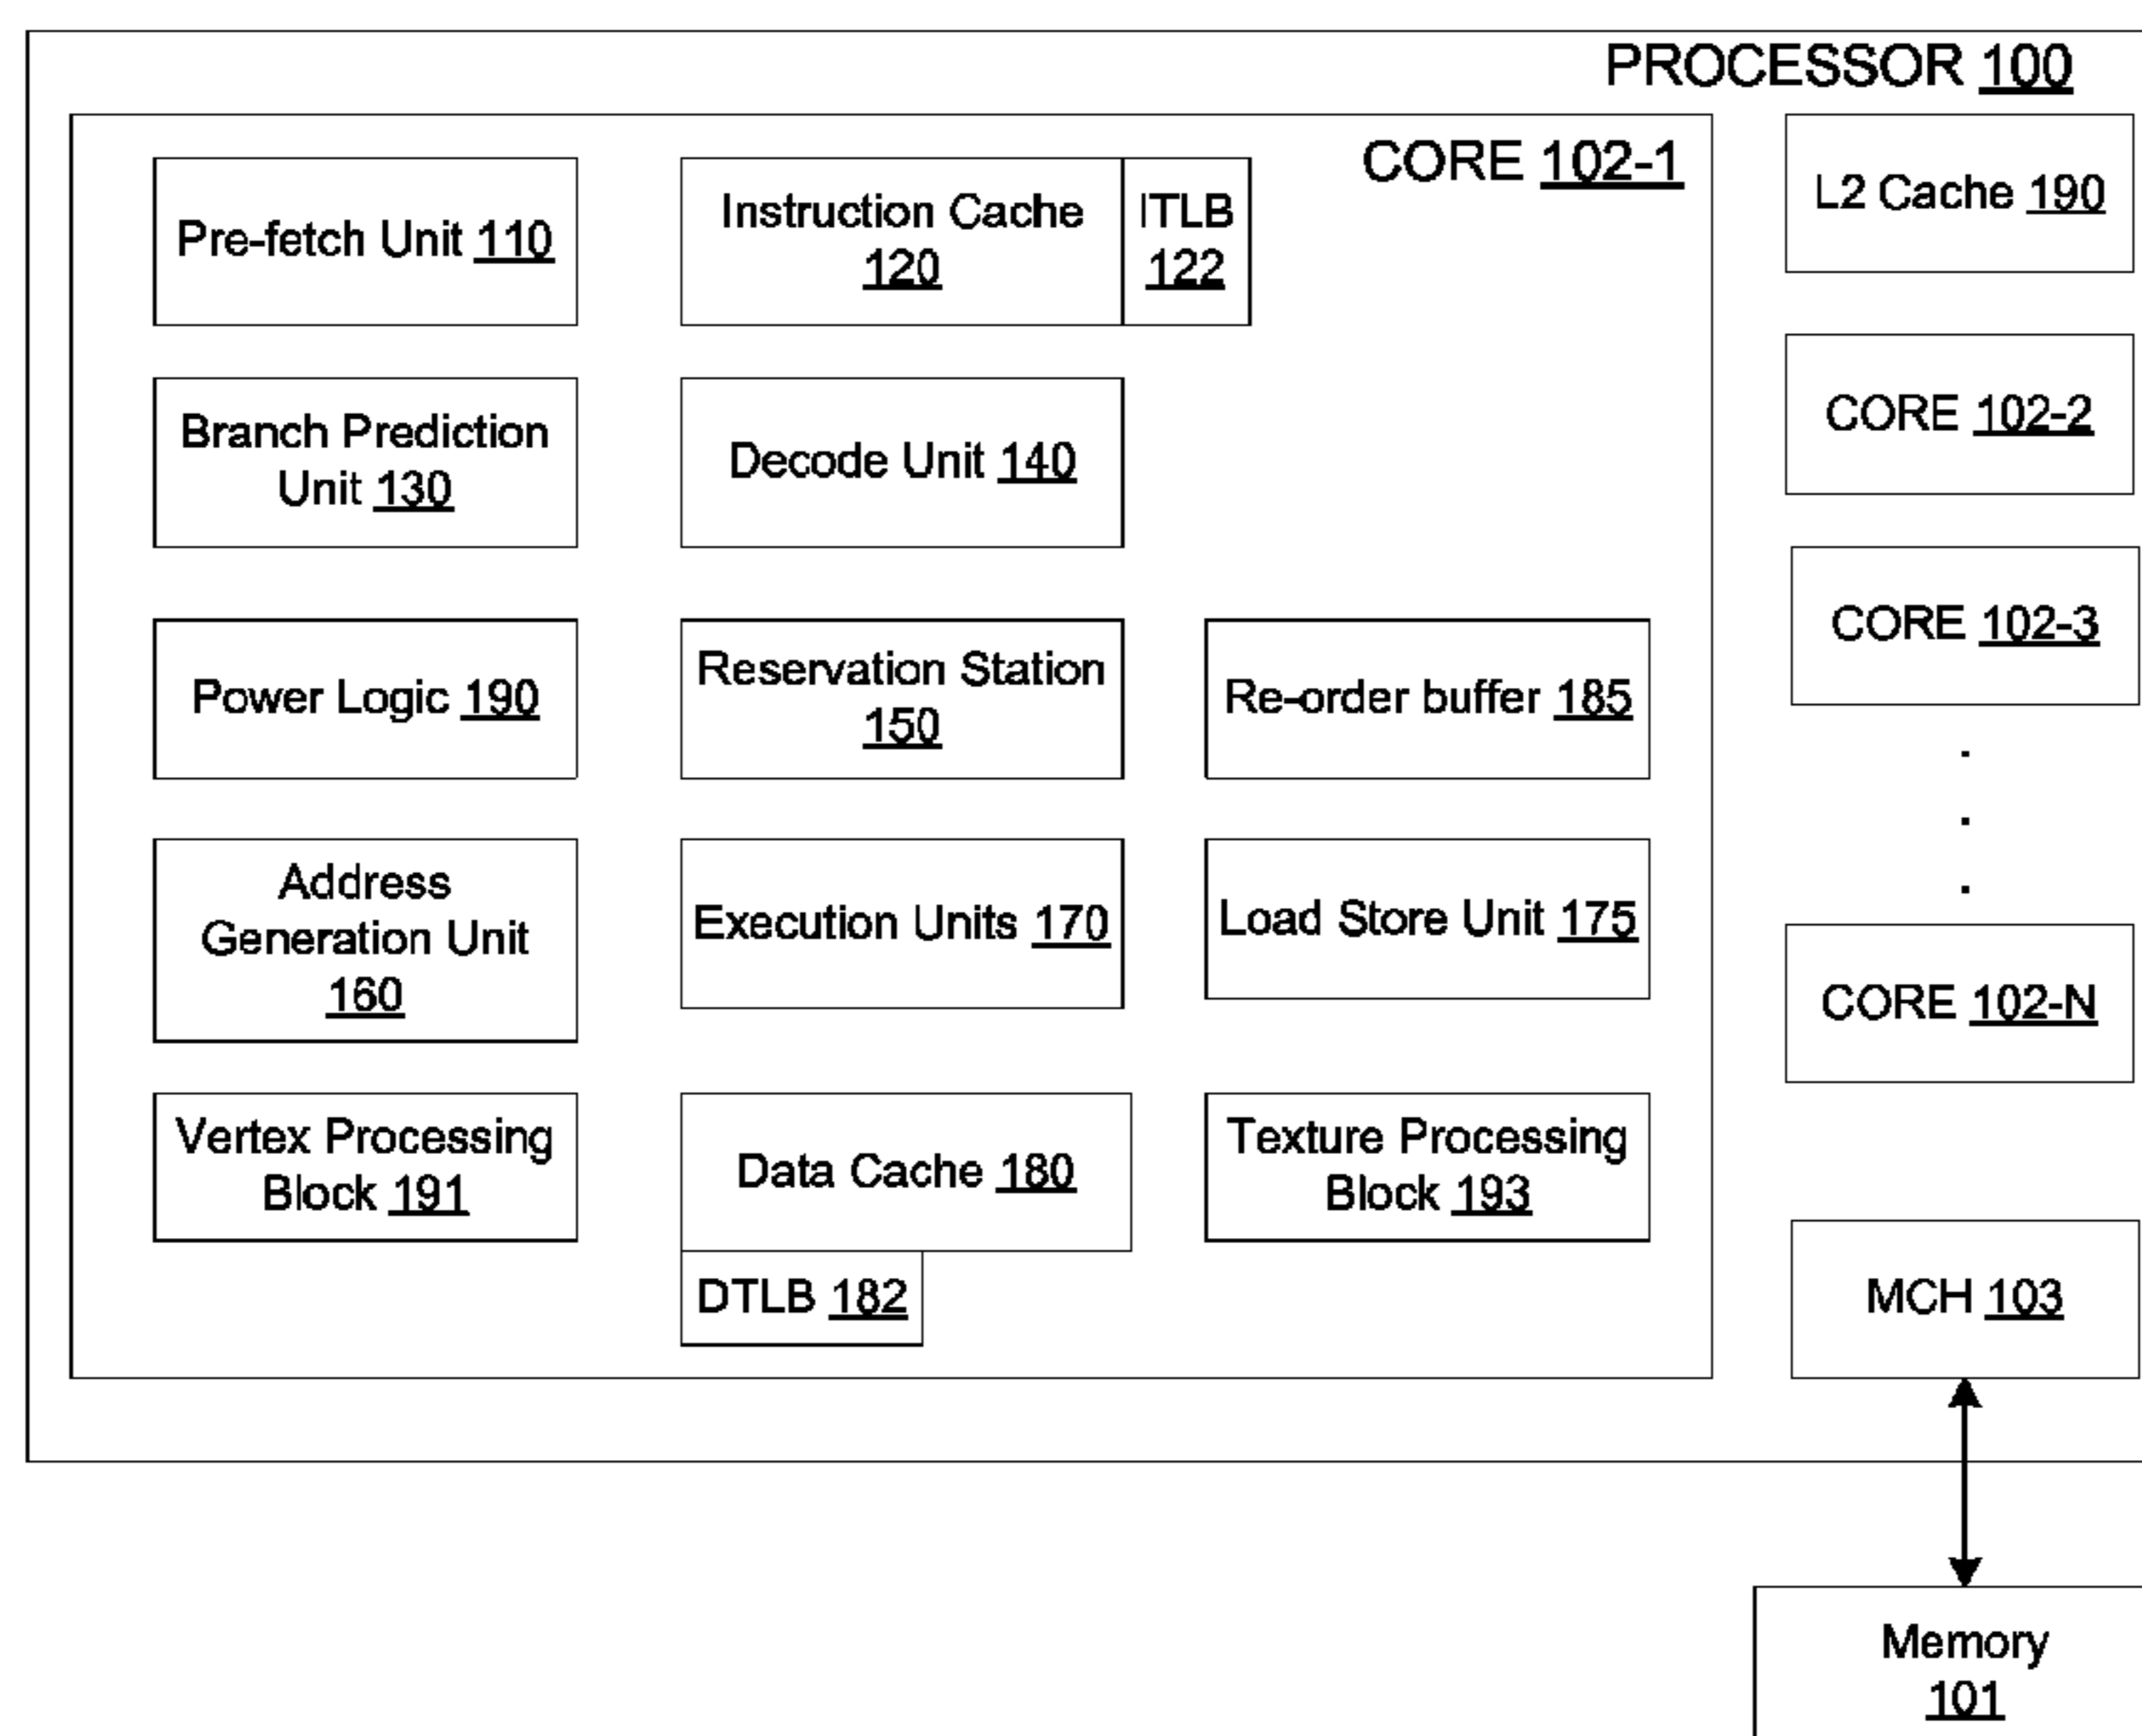 PROCESSOR 100
CORE 102-1
Pre-fetch Unit 110
Instruction Cache
120
ITLB
122
L2 Cache 190
Branch Prediction
Unit 130
Decode Unit 140
CORE 102-2
Power Logic 190
Reservation Station
150
Re-order buffer 185
CORE 102-3
.
.
.
Address
Generation Unit
160
Execution Units 170
Load Store Unit 175
CORE 102-N
Vertex Processing
Block 191
Data Cache 180
DTLB 182
Texture Processing
Block 193
MCH 103
Memory
101